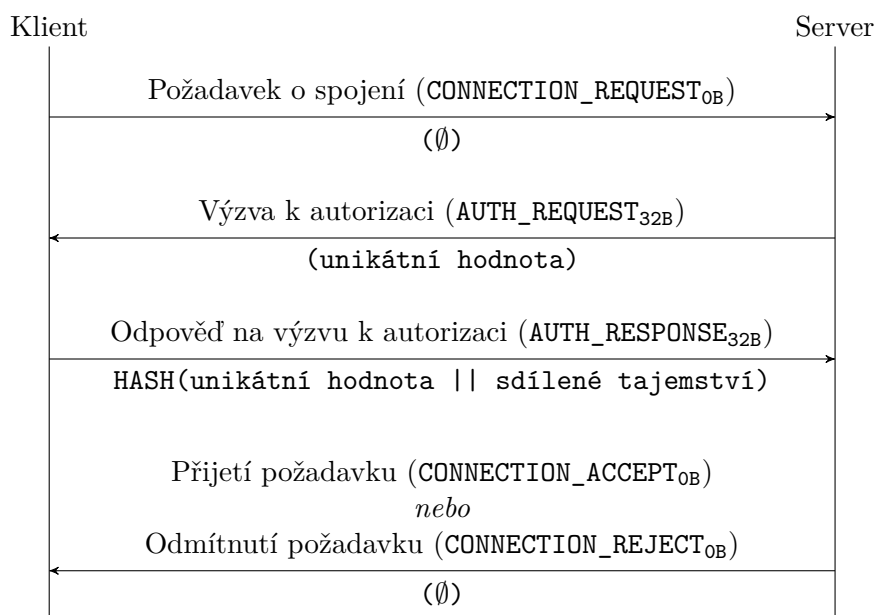 Klient Server
Požadavek o spojení (CONNECTION_REQUEST0B)
(∅)
Výzva k autorizaci (AUTH_REQUEST32B)
(unikátní hodnota)
Odpověď na výzvu k autorizaci (AUTH_RESPONSE32B)
HASH(unikátní hodnota || sdílené tajemství)
Přijetí požadavku (CONNECTION_ACCEPT0B)
nebo
Odmítnutí požadavku (CONNECTION_REJECT0B)
(∅)